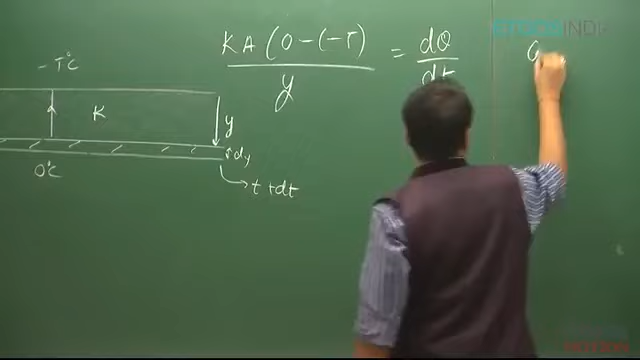 KA(0-(-T)) / y = dQ / dt
-T°C
K
y
dy
0°C
t+dt